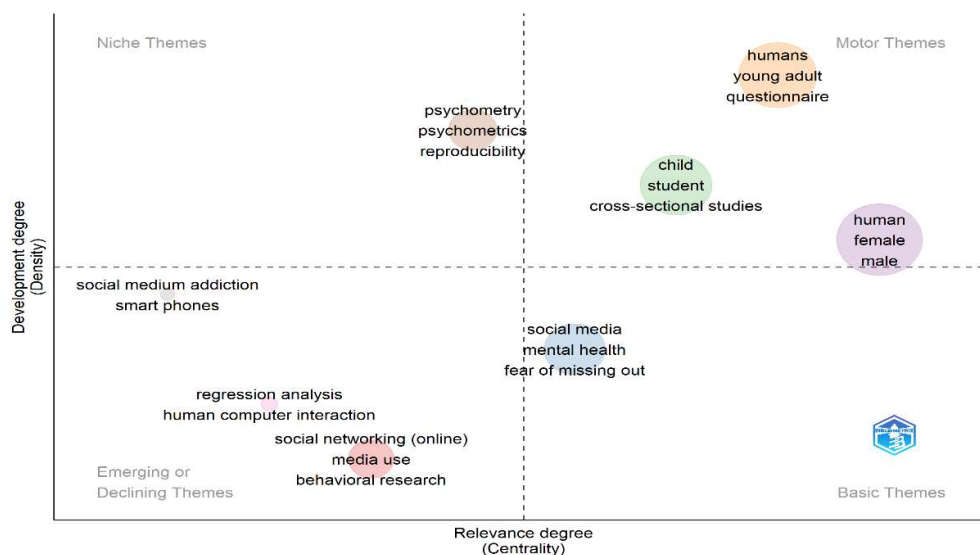 Niche Themes
Motor Themes
humans
young adult
questionnaire
psychometry
psychometrics
reproducibility
child
student
cross-sectional studies
human
female
male
Development degree
(Density)
social medium addiction
smart phones
social media
mental health
fear of missing out
regression analysis
human computer interaction
social networking (online)
media use
behavioral research
Emerging or
Declining Themes
Basic Themes
BIBLIOMETRIX
Relevance degree
(Centrality)